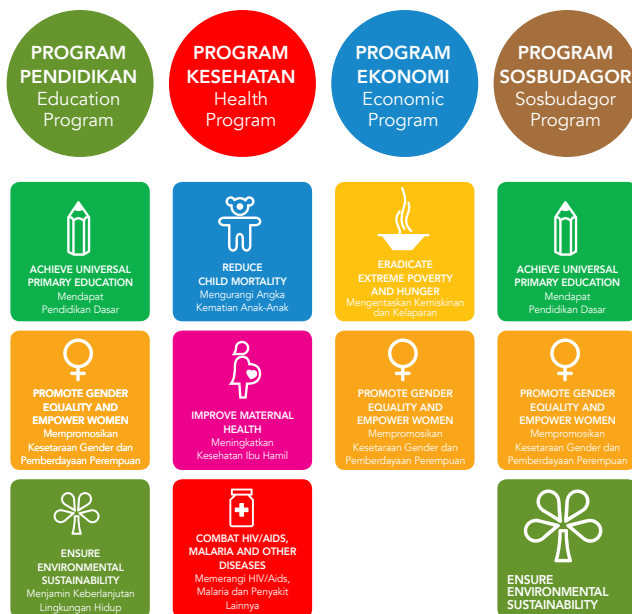 PROGRAM
PENDIDIKAN
Education
Program
PROGRAM
KESEHATAN
Health
Program
PROGRAM
EKONOMI
Economic
Program
PROGRAM
SOSBUDAGOR
Sosbudagor
Program
ACHIEVE UNIVERSAL
PRIMARY EDUCATION
Mendapat
Pendidikan Dasar
REDUCE
CHILD MORTALITY
Mengurangi Angka
Kematian Anak-Anak
ERADICATE
EXTREME POVERTY
AND HUNGER
Mengentaskan Kemiskinan
dan Kelaparan
ACHIEVE UNIVERSAL
PRIMARY EDUCATION
Mendapat
Pendidikan Dasar
PROMOTE GENDER
EQUALITY AND
EMPOWER WOMEN
Mempromosikan
Kesetaraan Gender dan
Pemberdayaan Perempuan
IMPROVE MATERNAL
HEALTH
Meningkatkan
Kesehatan Ibu Hamil
PROMOTE GENDER
EQUALITY AND
EMPOWER WOMEN
Mempromosikan
Kesetaraan Gender dan
Pemberdayaan Perempuan
PROMOTE GENDER
EQUALITY AND
EMPOWER WOMEN
Mempromosikan
Kesetaraan Gender dan
Pemberdayaan Perempuan
ENSURE
ENVIRONMENTAL
SUSTAINABILITY
Menjamin Keberlanjutan
Lingkungan Hidup
COMBAT HIV/AIDS,
MALARIA AND OTHER
DISEASES
Memerangi HIV/Aids,
Malaria dan Penyakit
Lainnya
ENSURE
ENVIRONMENTAL
SUSTAINABILITY